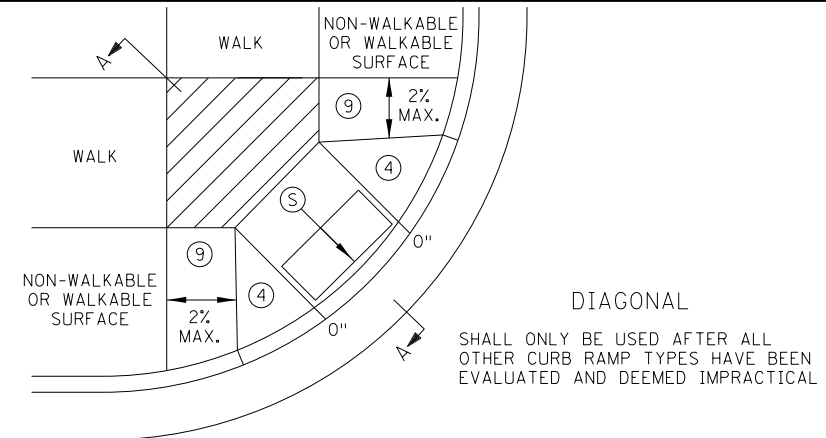 A
WALK
NON-WALKABLE
OR WALKABLE
SURFACE
9
2%
MAX.
WALK
4
S
0"
9
NON-WALKABLE
OR WALKABLE
SURFACE
4
2%
MAX.
0"
A
DIAGONAL
SHALL ONLY BE USED AFTER ALL
OTHER CURB RAMP TYPES HAVE BEEN
EVALUATED AND DEEMED IMPRACTICAL